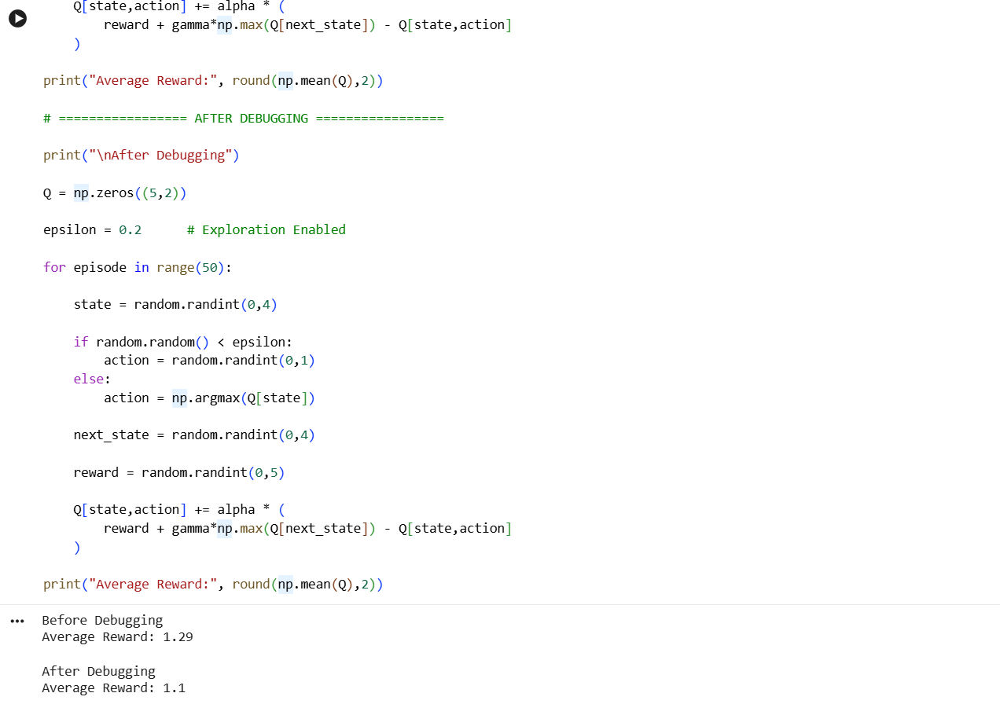 Q[state,action] += alpha * (
reward + gamma*np.max(Q[next_state]) - Q[state,action]
)
print("Average Reward:", round(np.mean(Q),2))
# ================= AFTER DEBUGGING =================
print("\nAfter Debugging")
Q = np.zeros((5,2))
epsilon = 0.2      # Exploration Enabled
for episode in range(50):
state = random.randint(0,4)
if random.random() < epsilon:
action = random.randint(0,1)
else:
action = np.argmax(Q[state])
next_state = random.randint(0,4)
reward = random.randint(0,5)
Q[state,action] += alpha * (
reward + gamma*np.max(Q[next_state]) - Q[state,action]
)
print("Average Reward:", round(np.mean(Q),2))
Before Debugging
Average Reward: 1.29
After Debugging
Average Reward: 1.1